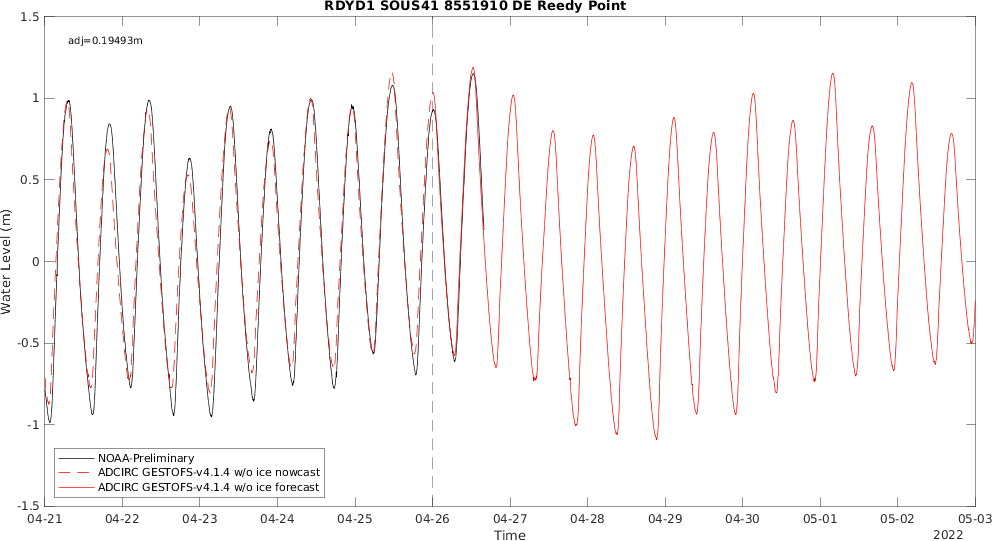 RDYD1 SOUS41 8551910 DE Reedy Point
adj=0.19493m
Water Level (m)
1.5
1
0.5
0
-0.5
-1
-1.5
NOAA-Preliminary
ADCIRC GESTOFS-v4.1.4 w/o ice nowcast
ADCIRC GESTOFS-v4.1.4 w/o ice forecast
04-21 04-22 04-23 04-24 04-25 04-26 04-27 04-28 04-29 04-30 05-01 05-02 05-03
Time
2022